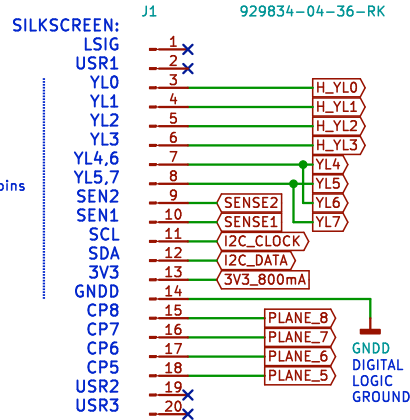 J1 929834-04-36-RK
SILKSCREEN:
LSIG 1
USR1 2
YL0 3 H_YL0
YL1 4 H_YL1
YL2 5 H_YL2
YL3 6 H_YL3
YL4,6 7 YL4
YL5,7 8 YL5
pins
SEN2 9 SENSE2 YL6
SEN1 10 SENSE1 YL7
SCL 11 I2C_CLOCK
SDA 12 I2C_DATA
3V3 13 3V3_800mA
GNDD 14
CP8 15 PLANE_8
CP7 16 PLANE_7
CP6 17 PLANE_6
CP5 18 PLANE_5
USR2 19
USR3 20
GNDD
DIGITAL
LOGIC
GROUND